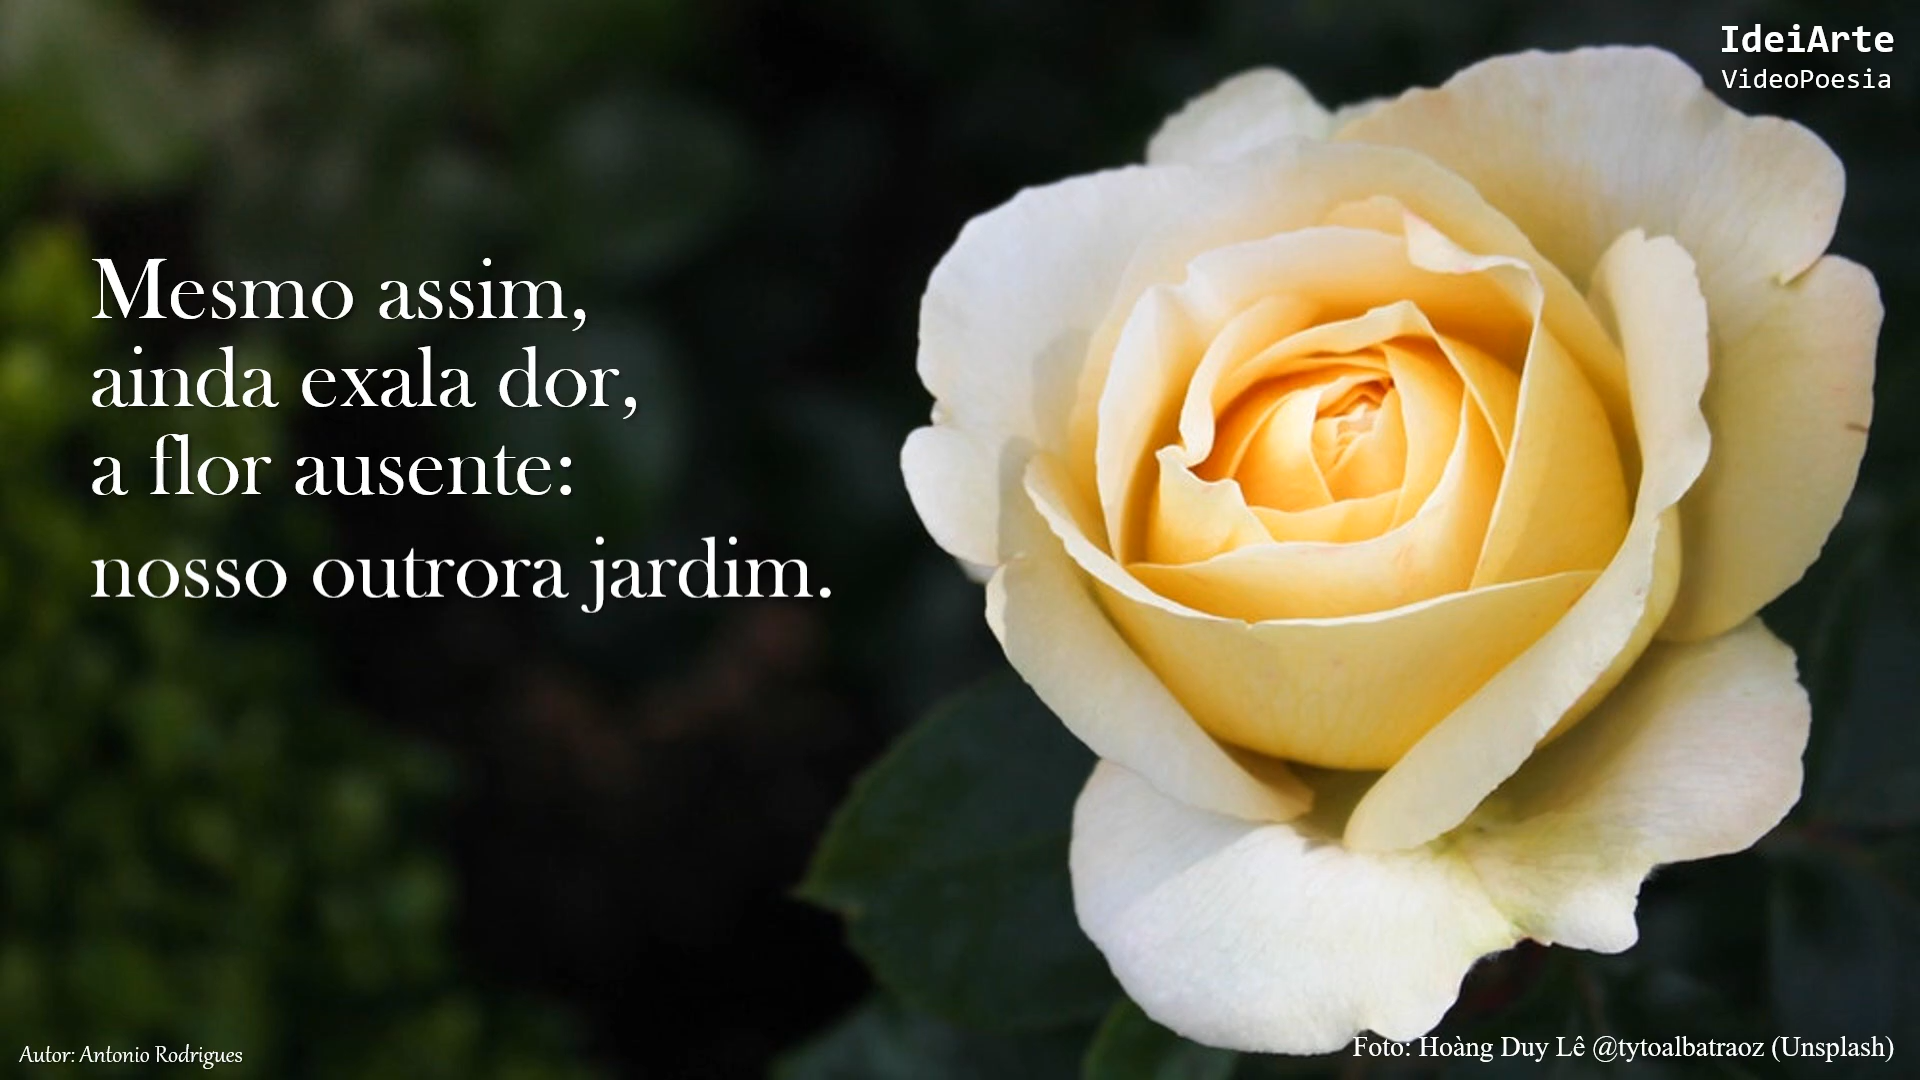 IdeiArte
VideoPoesia
Mesmo assim,
ainda exala dor,
a flor ausente:
nosso outrora jardim.
Autor: Antonio Rodrigues
Foto: Hoàng Duy Lê @tytoalbatraoz (Unsplash)